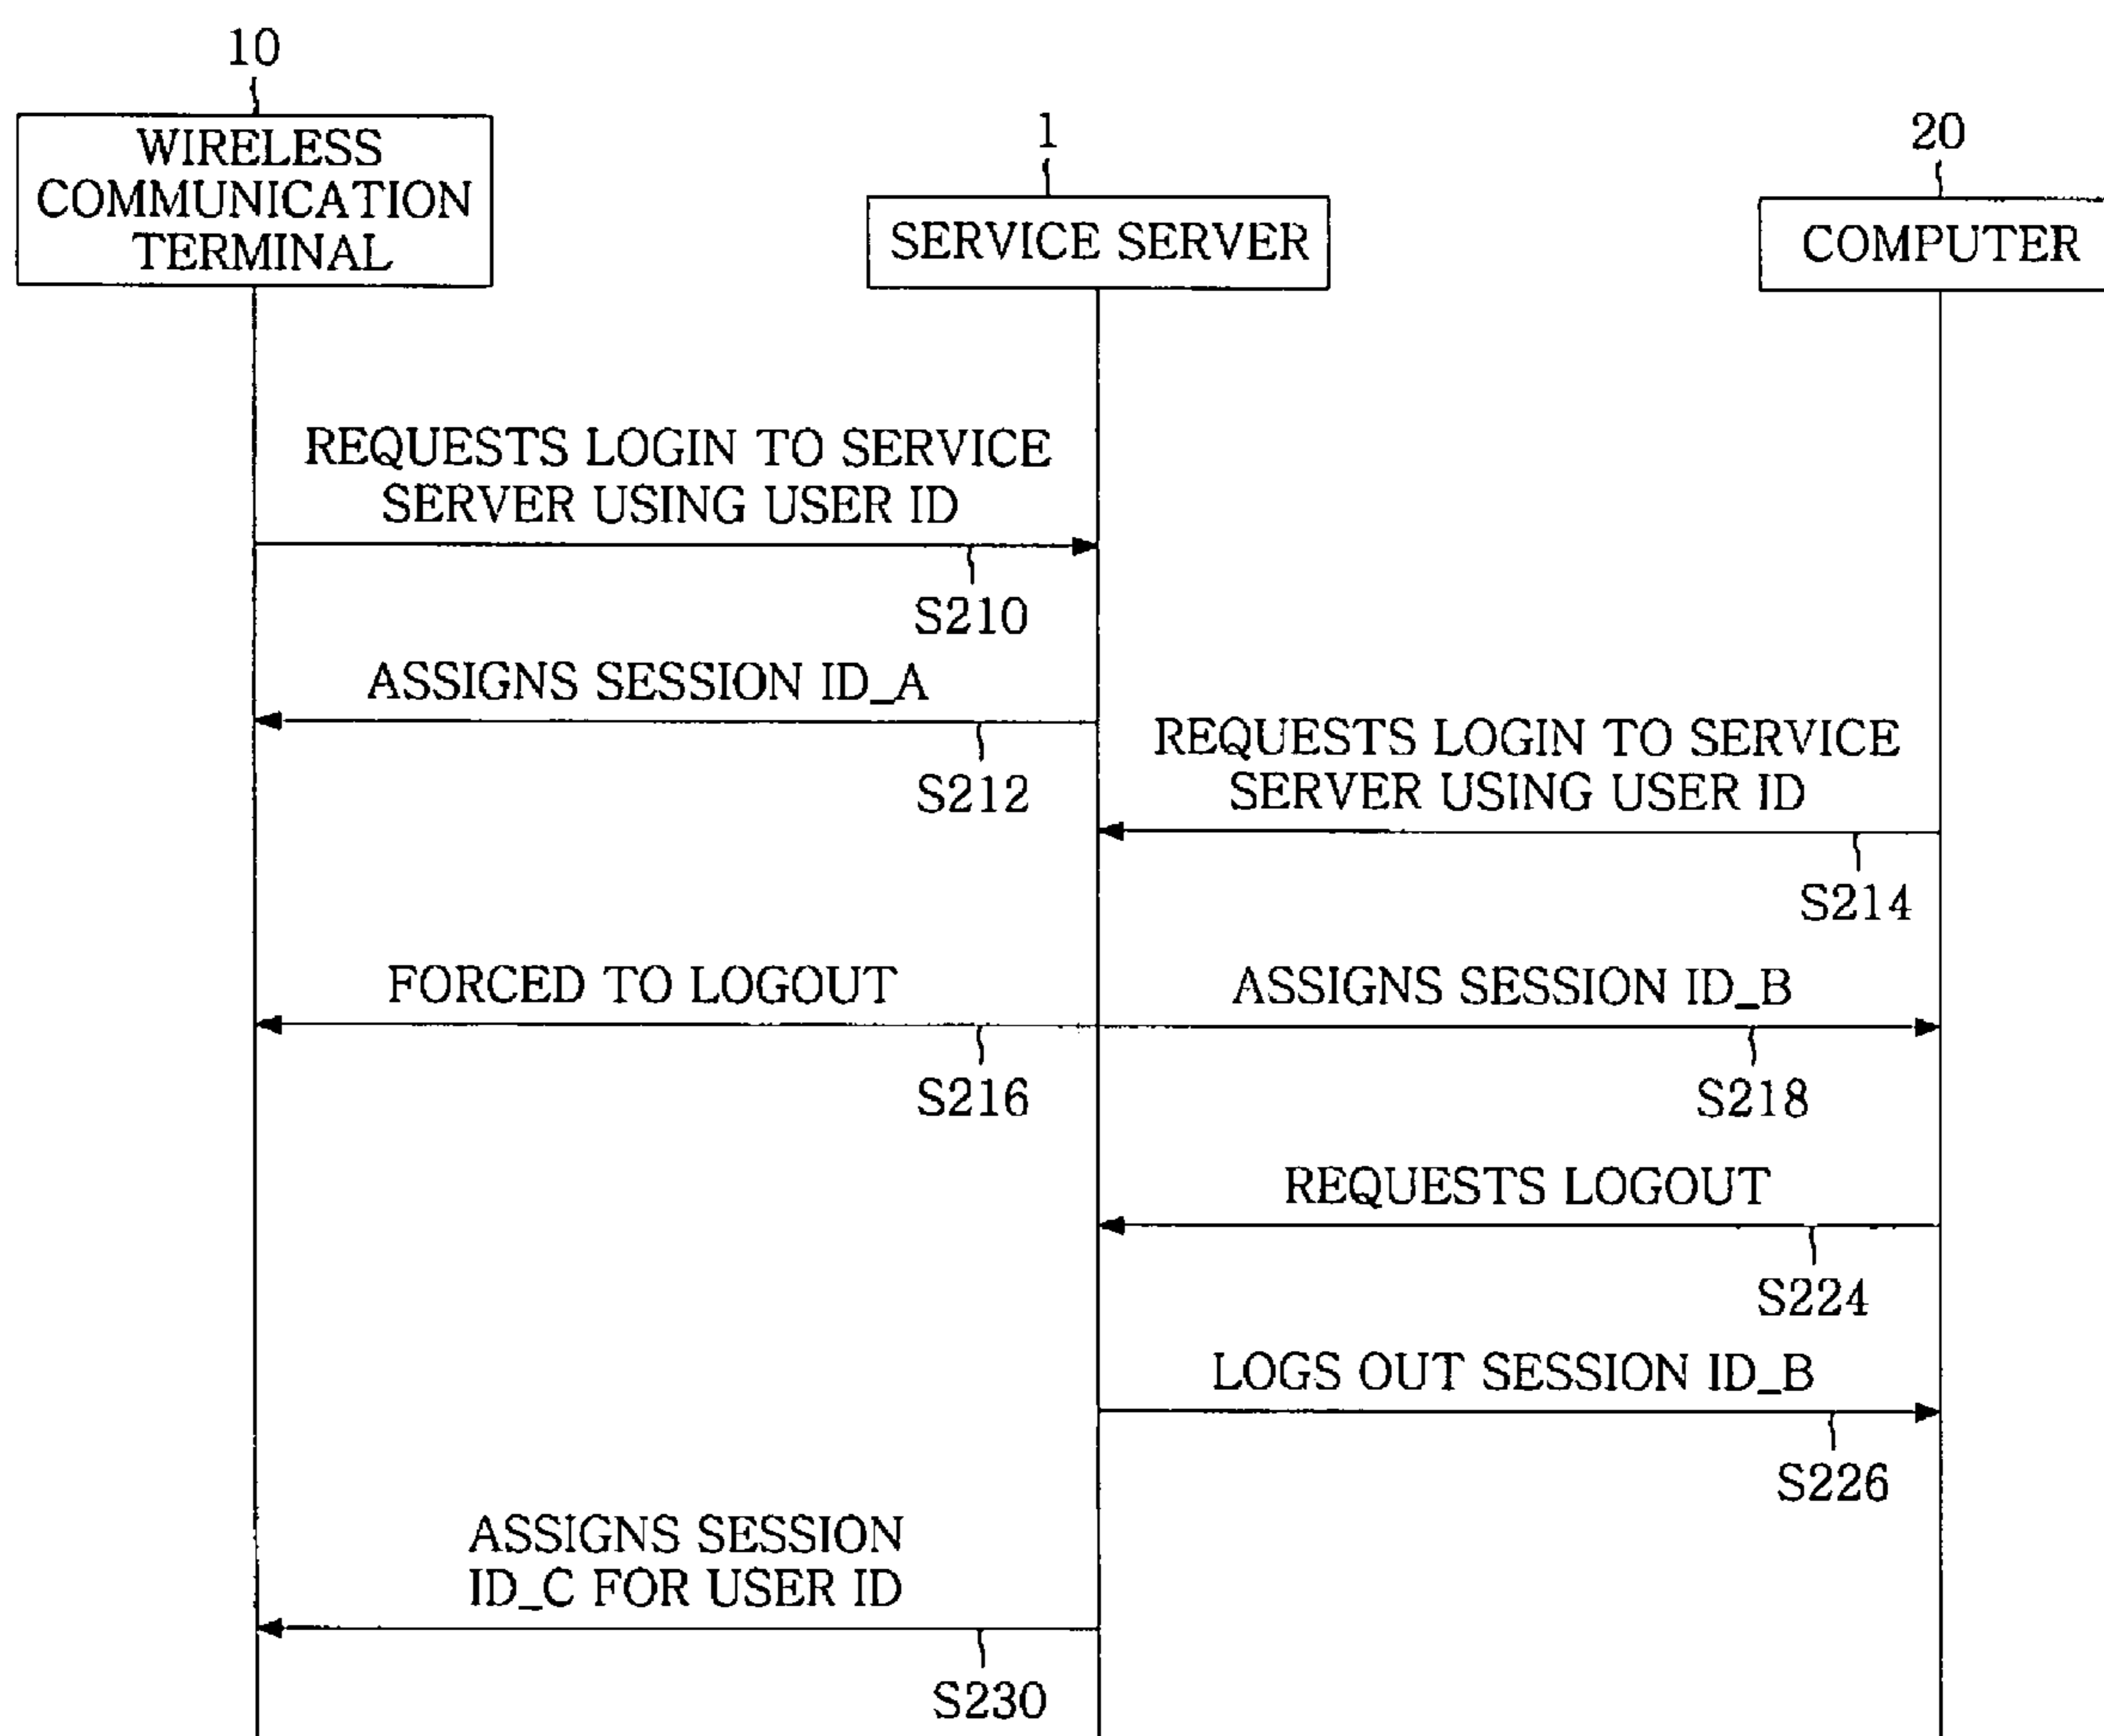 10
WIRELESS
COMMUNICATION
TERMINAL
1
SERVICE SERVER
20
COMPUTER
REQUESTS LOGIN TO SERVICE
SERVER USING USER ID
S210
ASSIGNS SESSION ID_A
S212
REQUESTS LOGIN TO SERVICE
SERVER USING USER ID
S214
FORCED TO LOGOUT
S216
ASSIGNS SESSION ID_B
S218
REQUESTS LOGOUT
S224
LOGS OUT SESSION ID_B
S226
ASSIGNS SESSION
ID_C FOR USER ID
S230